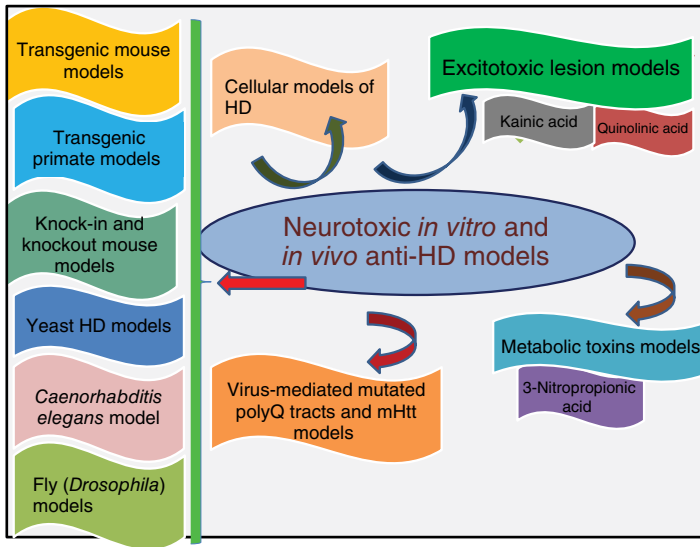 Transgenic mouse
models
Transgenic
primate models
Knock-in and
knockout mouse
models
Yeast HD models
Caenorhabditis
elegans model
Fly (Drosophila)
models
Cellular models of
HD
Excitotoxic lesion models
Kainic acid
Quinolinic acid
Neurotoxic in vitro and
in vivo anti-HD models
Virus-mediated mutated
polyQ tracts and mHtt
models
Metabolic toxins models
3-Nitropropionic
acid